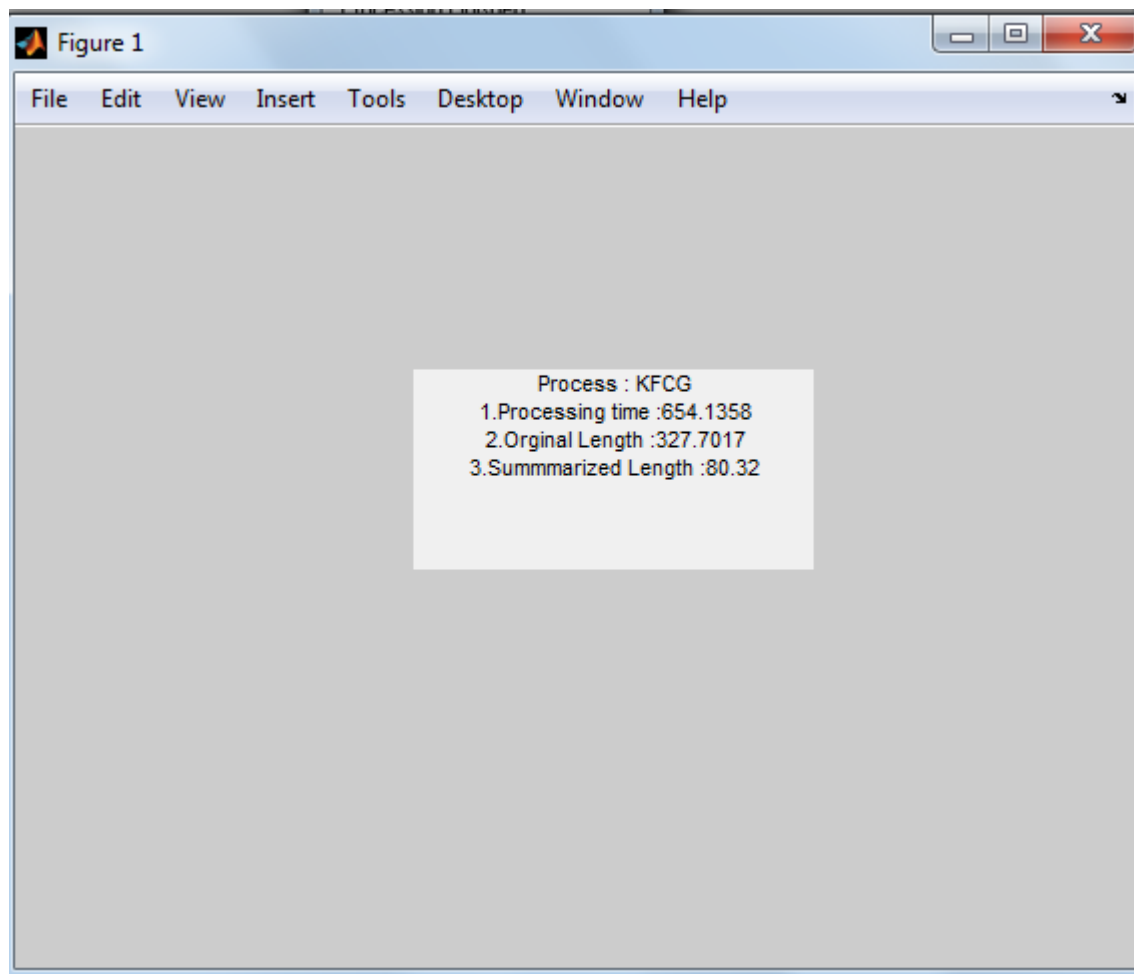 Figure 1
File Edit View Insert Tools Desktop Window Help
Process : KFCG
1.Processing time :654.1358
2.Orginal Length :327.7017
3.Summmarized Length :80.32